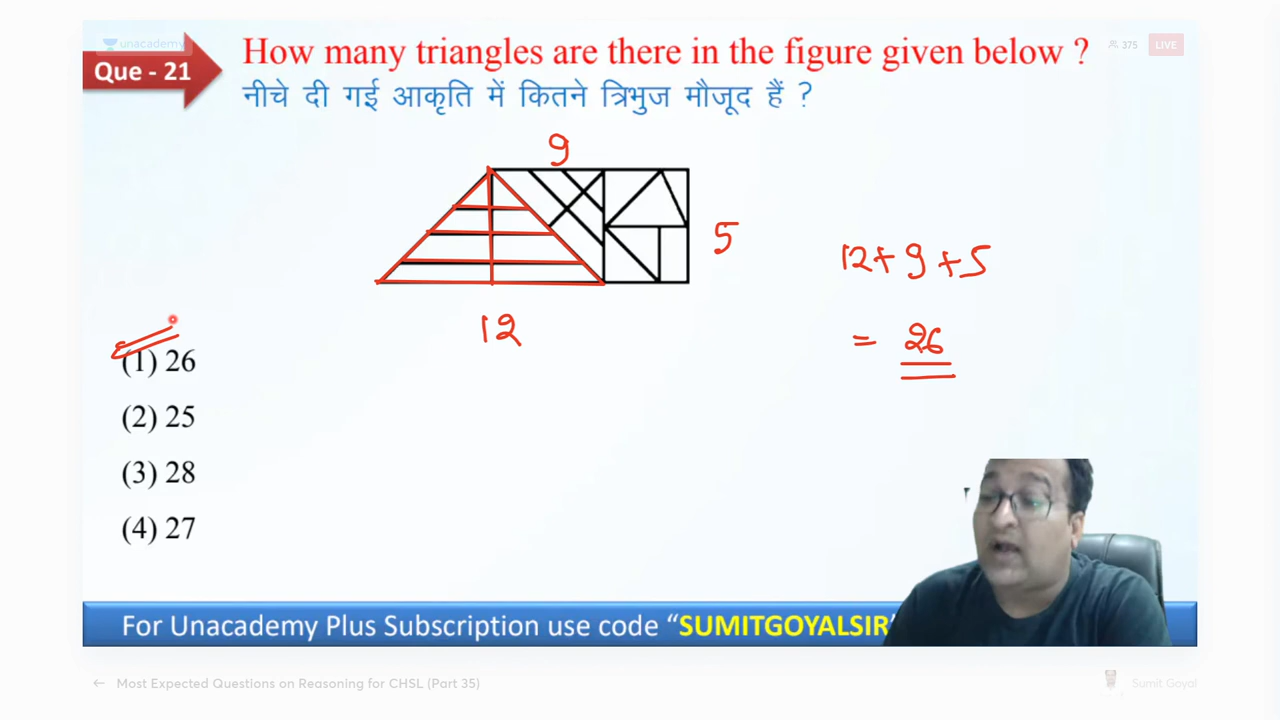 unacademy
375
LIVE
Que - 21
How many triangles are there in the figure given below ?
नीचे दी गई आकृति में कितने त्रिभुज मौजूद हैं ?
9
5
12
12+9+5
= 26
(1) 26
(2) 25
(3) 28
(4) 27
For Unacademy Plus Subscription use code “SUMITGOYALSIR
← Most Expected Questions on Reasoning for CHSL (Part 35)
Sumit Goyal